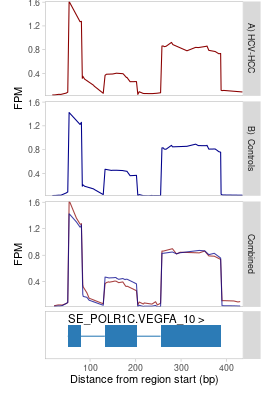 1.6
1.2
0.8
0.4
FPM
A) HCV-HCC
1.6
1.2
0.8
0.4
B) Controls
1.6
1.2
0.8
0.4
FPM
Combined
SE_POLR1C.VEGFA_10 >
100 200 300 400
Distance from region start (bp)